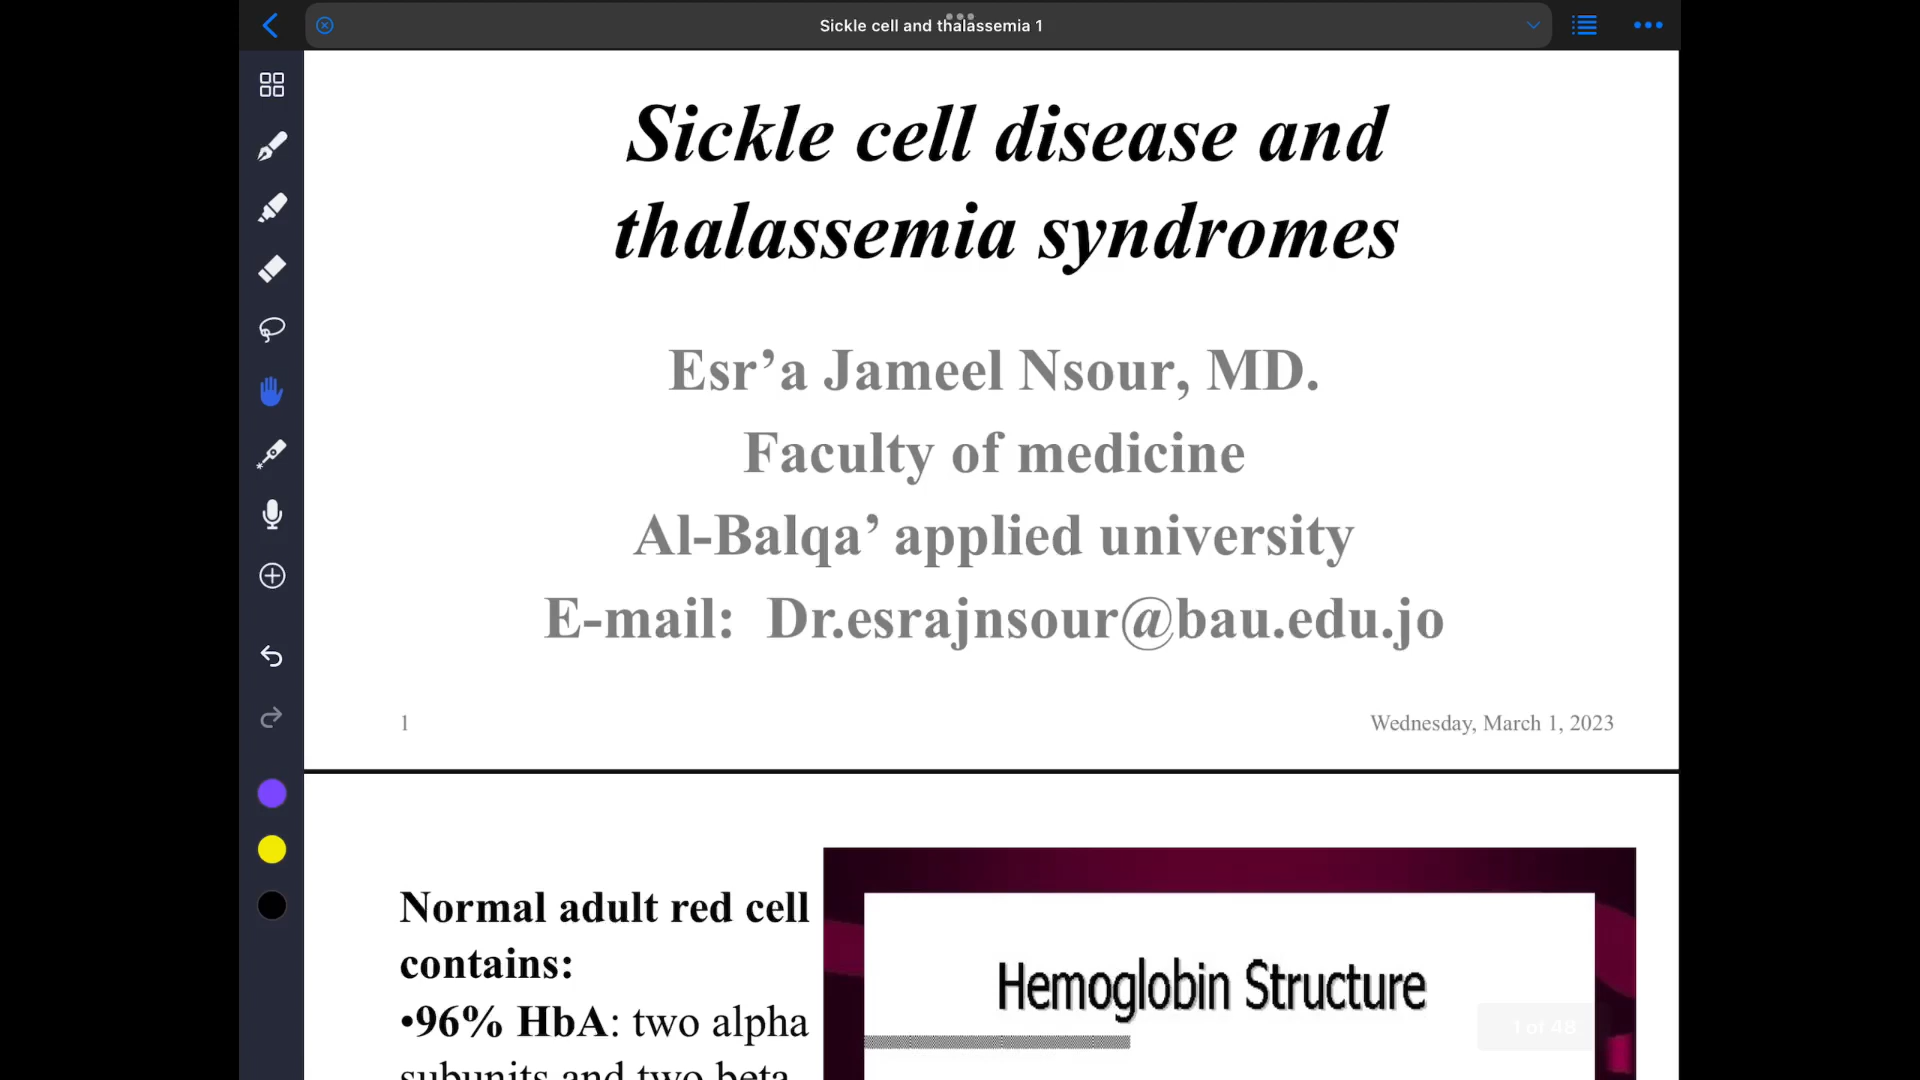 Sickle cell and thalassemia 1
Sickle cell disease and
thalassemia syndromes
Esr’a Jameel Nsour, MD.
Faculty of medicine
Al-Balqa’ applied university
E-mail: Dr.esrajnsour@bau.edu.jo
1
Wednesday, March 1, 2023
Normal adult red cell
contains:
•96% HbA: two alpha
subunits and two beta
Hemoglobin Structure
1 of 48